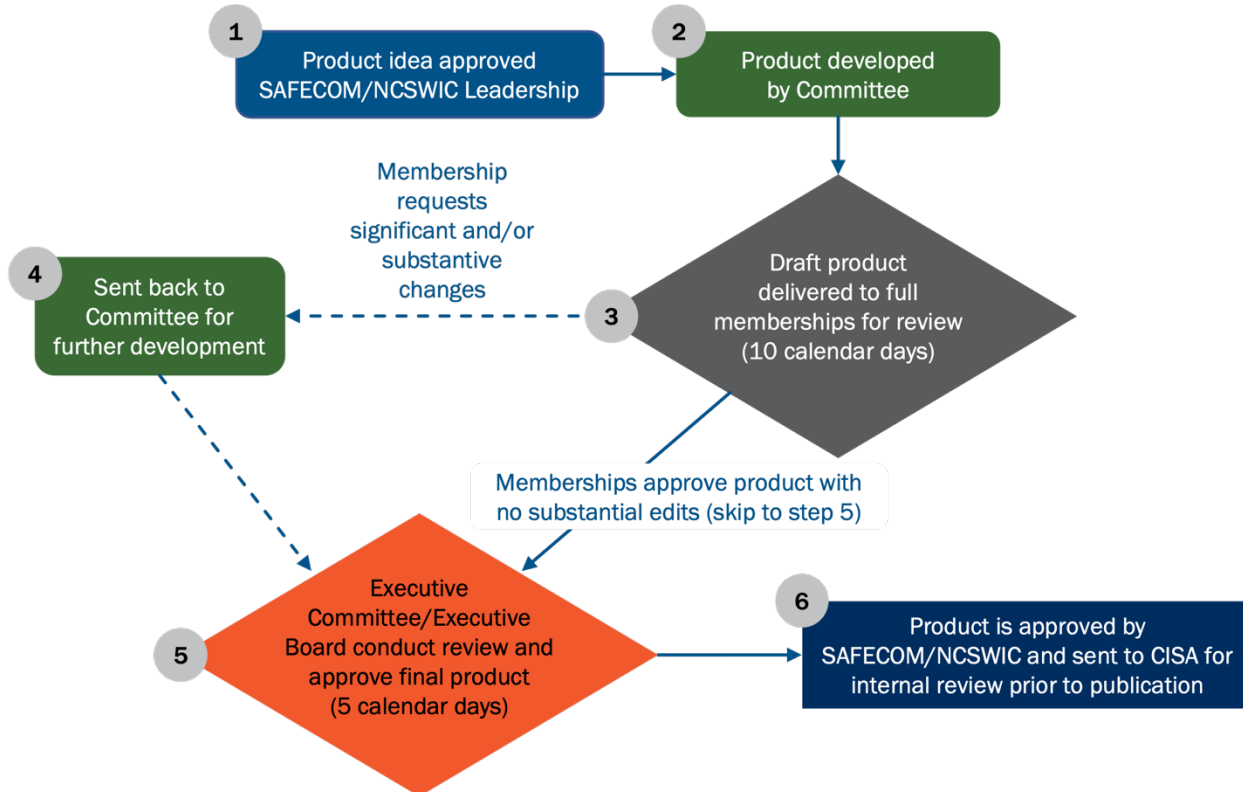 1
Product idea approved
SAFECOM/NCSWIC Leadership
2
Product developed
by Committee
3
Draft product
delivered to full
memberships for review
(10 calendar days)
Membership
requests
significant and/or
substantive
changes
4
Sent back to
Committee for
further development
Memberships approve product with
no substantial edits (skip to step 5)
5
Executive
Committee/Executive
Board conduct review and
approve final product
(5 calendar days)
6
Product is approved by
SAFECOM/NCSWIC and sent to CISA for
internal review prior to publication